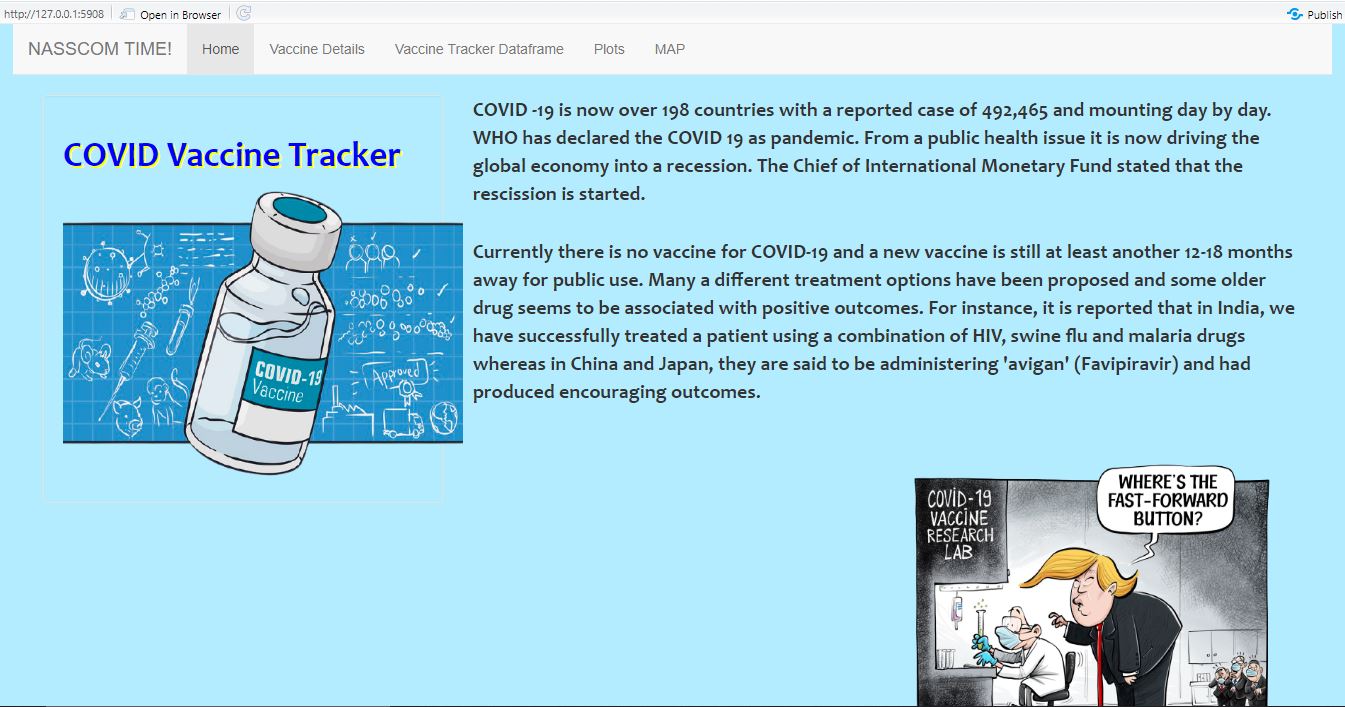 http://127.0.0.1:5908 Open in Browser Publish
NASSCOM TIME! Home Vaccine Details Vaccine Tracker Dataframe Plots MAP
COVID Vaccine Tracker
COVID-19
Vaccine
Approved
COVID -19 is now over 198 countries with a reported case of 492,465 and mounting day by day.
WHO has declared the COVID 19 as pandemic. From a public health issue it is now driving the
global economy into a recession. The Chief of International Monetary Fund stated that the
rescission is started.
Currently there is no vaccine for COVID-19 and a new vaccine is still at least another 12-18 months
away for public use. Many a different treatment options have been proposed and some older
drug seems to be associated with positive outcomes. For instance, it is reported that in India, we
have successfully treated a patient using a combination of HIV, swine flu and malaria drugs
whereas in China and Japan, they are said to be administering 'avigan' (Favipiravir) and had
produced encouraging outcomes.
COVİD-19
VACCİNE
RESEARCH
LAB
WHERE'S THE
FAST-FORWARD
BUTTON?